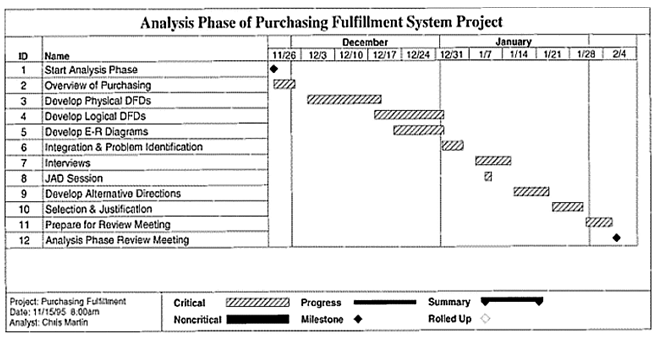 Analysis Phase of Purchasing Fulfillment System Project
December January
ID Name 11/26 12/3 12/10 12/17 12/24 12/31 1/7 1/14 1/21 1/28 2/4
1 Start Analysis Phase
2 Overview of Purchasing
3 Develop Physical DFDs
4 Develop Logical DFDs
5 Develop E-R Diagrams
6 Integration & Problem Identification
7 Interviews
8 JAD Session
9 Develop Alternative Directions
10 Selection & Justification
11 Prepare for Review Meeting
12 Analysis Phase Review Meeting
Project: Purchasing Fulfillment
Date: 11/15/95 8:00am
Analyst: Chris Martin
Critical Progress Summary
Noncritical Milestone Rolled Up